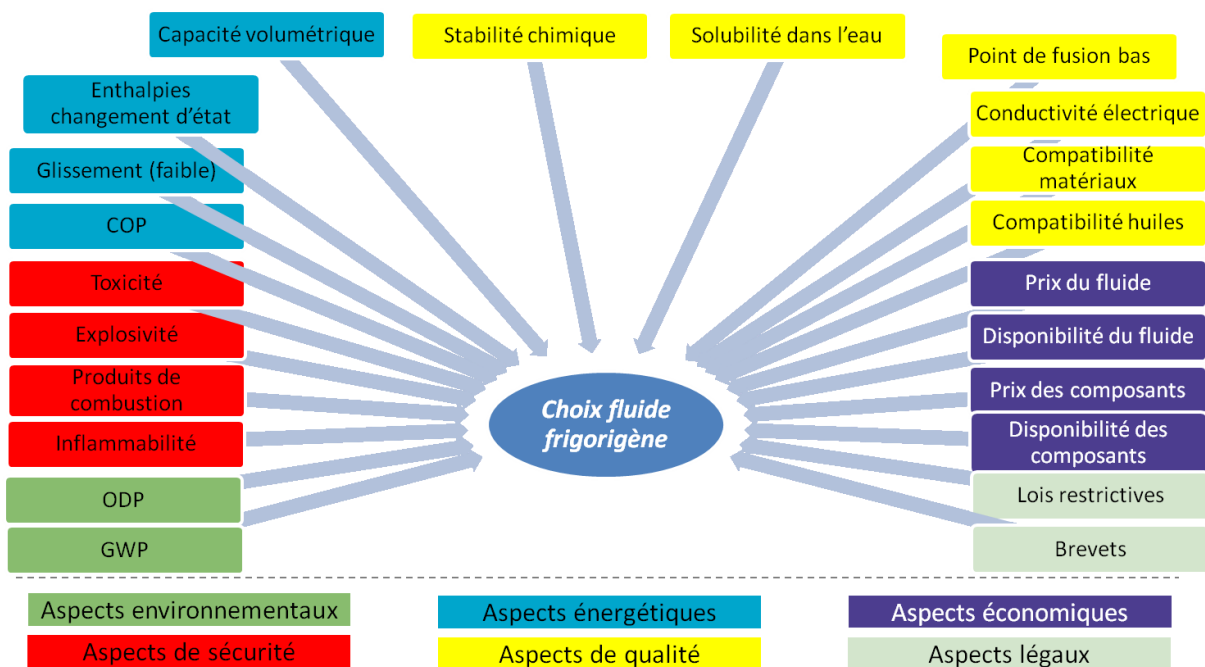 Capacité volumétrique
Stabilité chimique
Solubilité dans l'eau
Point de fusion bas
Enthalpies
changement d'état
Conductivité électrique
Glissement (faible)
Compatibilité
matériaux
COP
Compatibilité huiles
Toxicité
Prix du fluide
Explosivité
Disponibilité du fluide
Produits de
combustion
Prix des composants
Choix fluide
frigorigène
Inflammabilité
Disponibilité des
composants
ODP
Lois restrictives
GWP
Brevets
Aspects environnementaux
Aspects énergétiques
Aspects économiques
Aspects de sécurité
Aspects de qualité
Aspects légaux